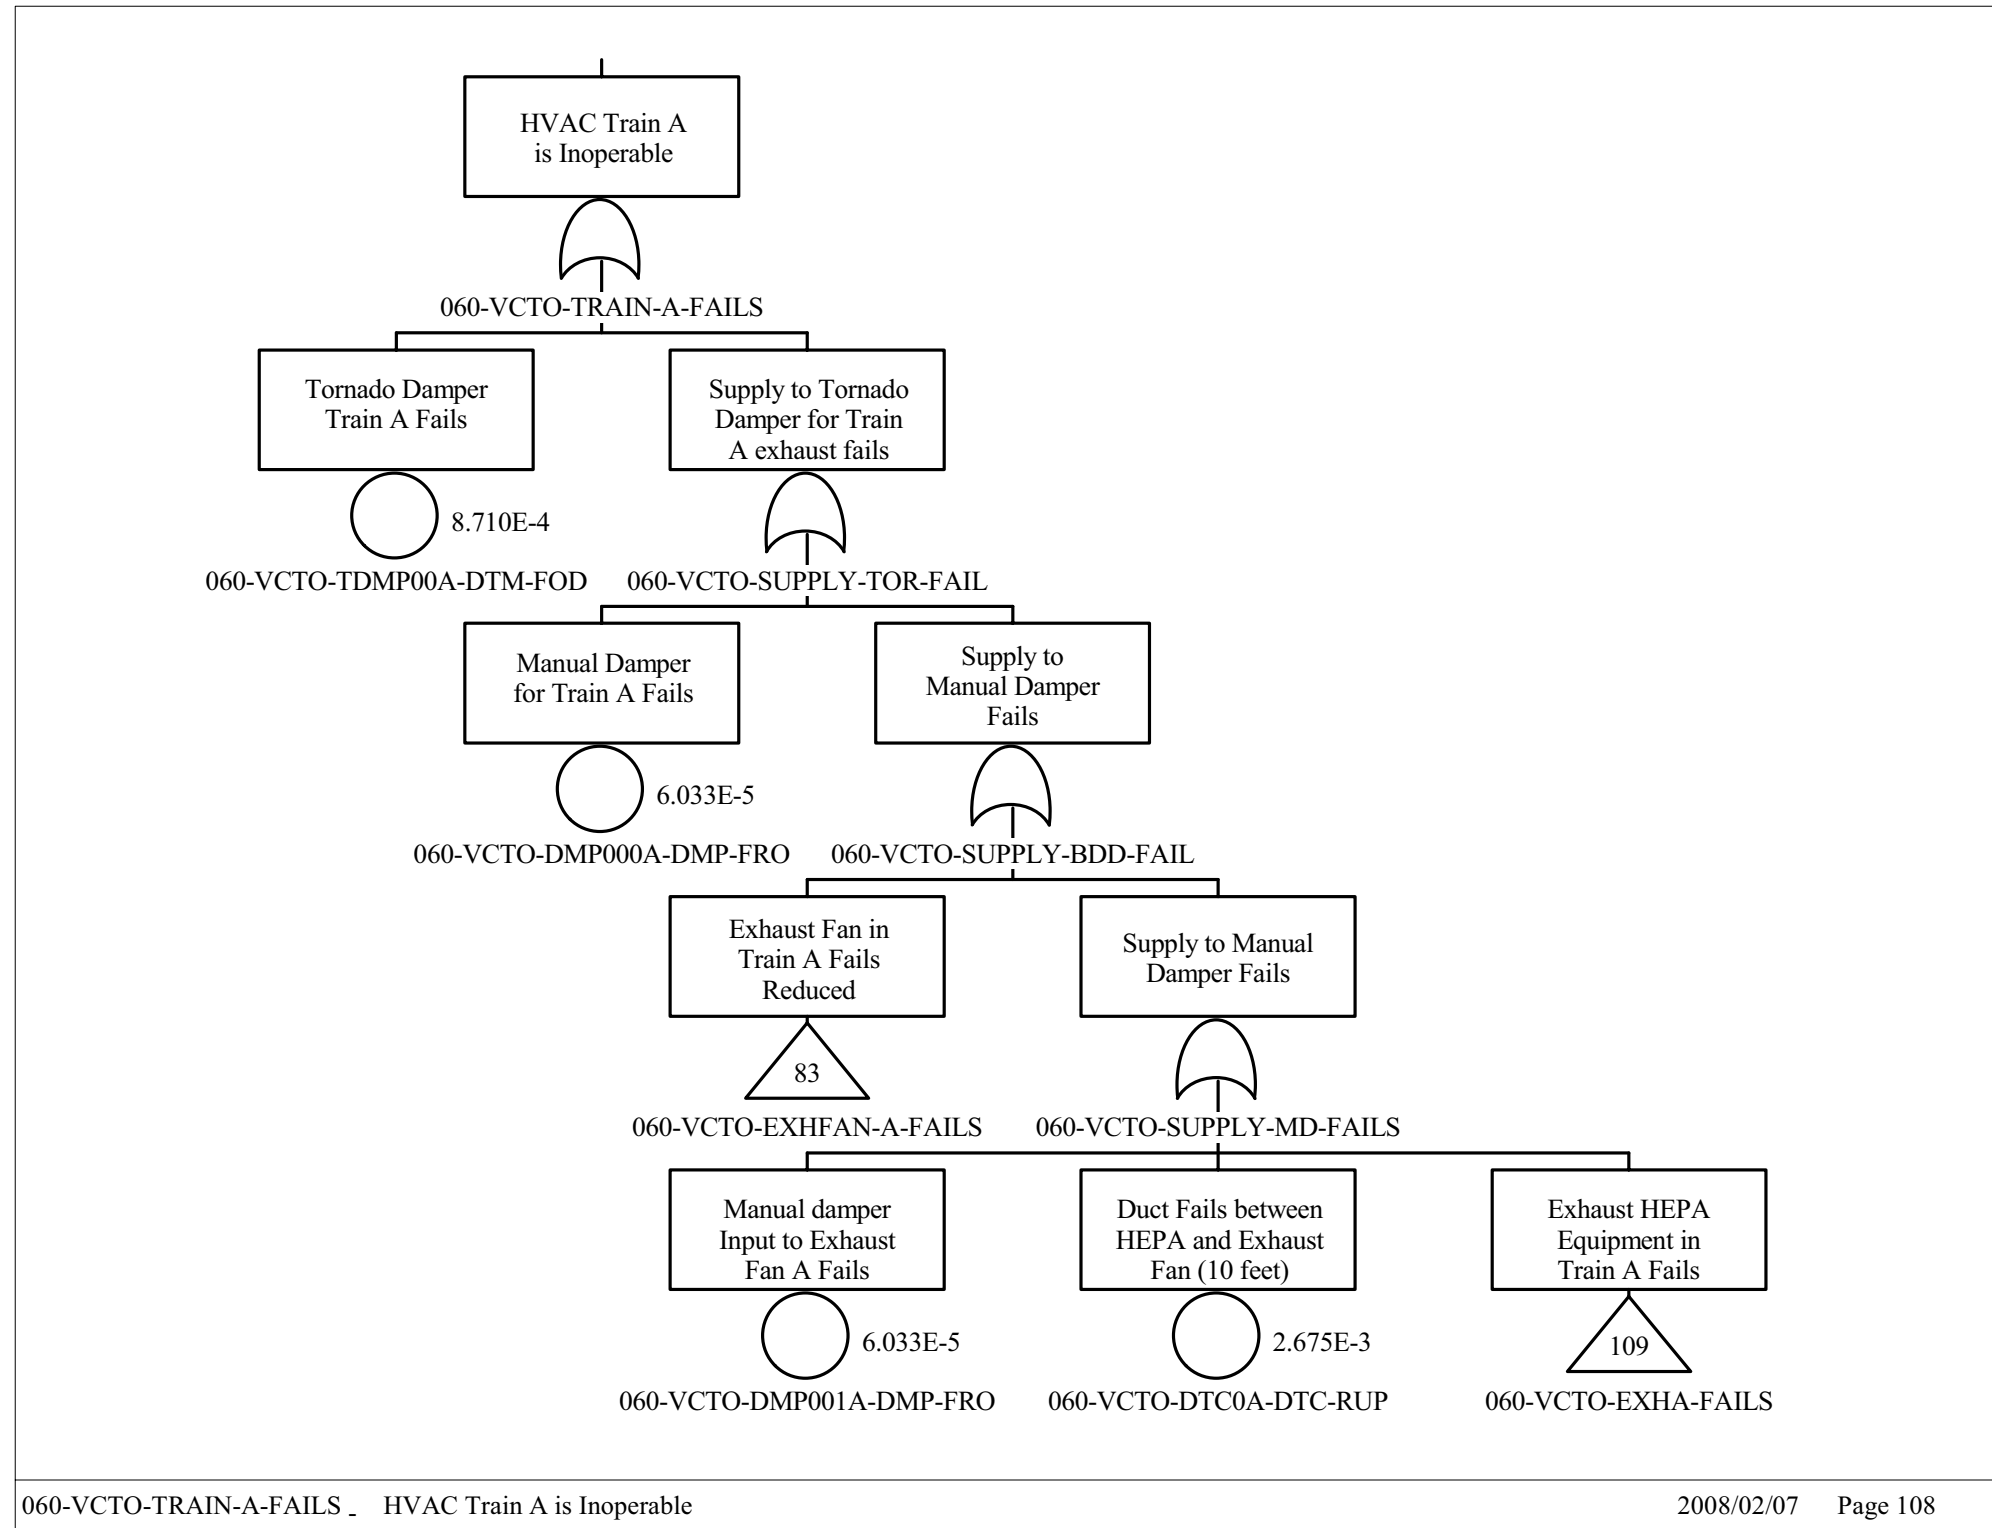 HVAC Train A
is Inoperable
060-VCTO-TRAIN-A-FAILS
Tornado Damper
Train A Fails
8.710E-4
060-VCTO-TDMP00A-DTM-FOD
Supply to Tornado
Damper for Train
A exhaust fails
060-VCTO-SUPPLY-TOR-FAIL
Manual Damper
for Train A Fails
6.033E-5
060-VCTO-DMP000A-DMP-FRO
Supply to
Manual Damper
Fails
060-VCTO-SUPPLY-BDD-FAIL
Exhaust Fan in
Train A Fails
Reduced
83
060-VCTO-EXHFAN-A-FAILS
Supply to Manual
Damper Fails
060-VCTO-SUPPLY-MD-FAILS
Manual damper
Input to Exhaust
Fan A Fails
6.033E-5
060-VCTO-DMP001A-DMP-FRO
Duct Fails between
HEPA and Exhaust
Fan (10 feet)
2.675E-3
060-VCTO-DTC0A-DTC-RUP
Exhaust HEPA
Equipment in
Train A Fails
109
060-VCTO-EXHA-FAILS
060-VCTO-TRAIN-A-FAILS _ HVAC Train A is Inoperable 2008/02/07 Page 108